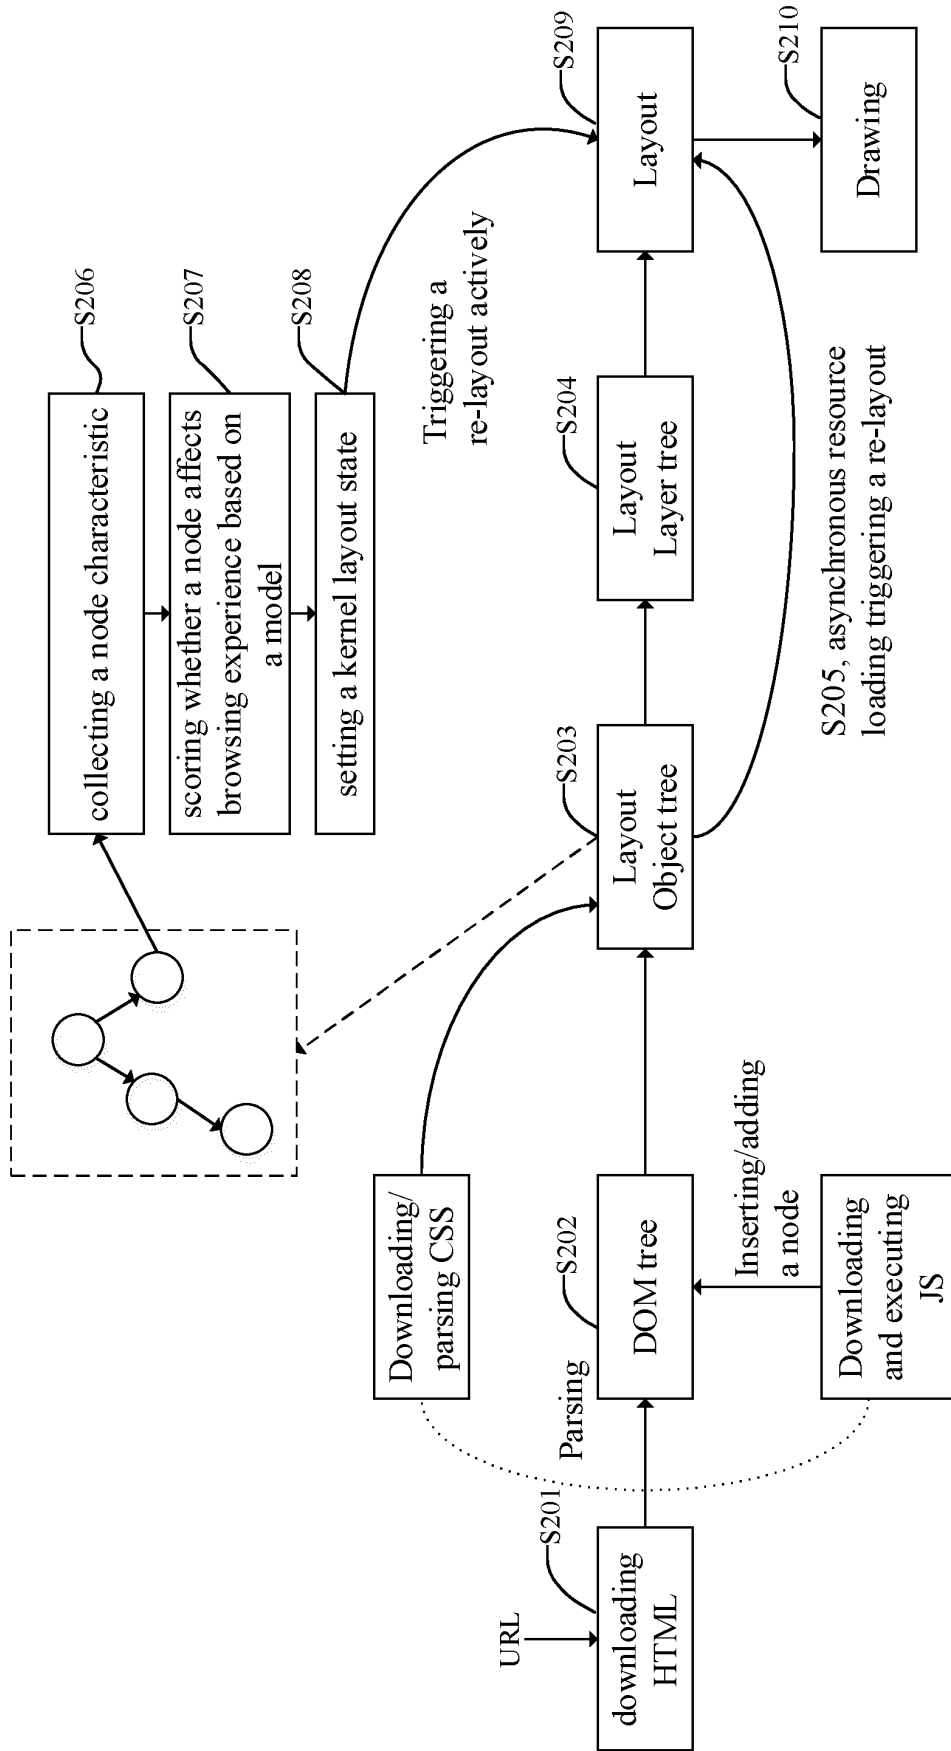 collecting a node characteristic
S206
scoring whether a node affects
browsing experience based on
a model
S207
setting a kernel layout state
S208
Triggering a
re-layout actively
Downloading/
parsing CSS
URL
downloading
HTML
S201
Parsing
DOM tree
S202
Layout
Object tree
S203
Layout
Layer tree
S204
Layout
S209
Inserting/adding
a node
Downloading
and executing
JS
S205, asynchronous resource
loading triggering a re-layout
Drawing
S210